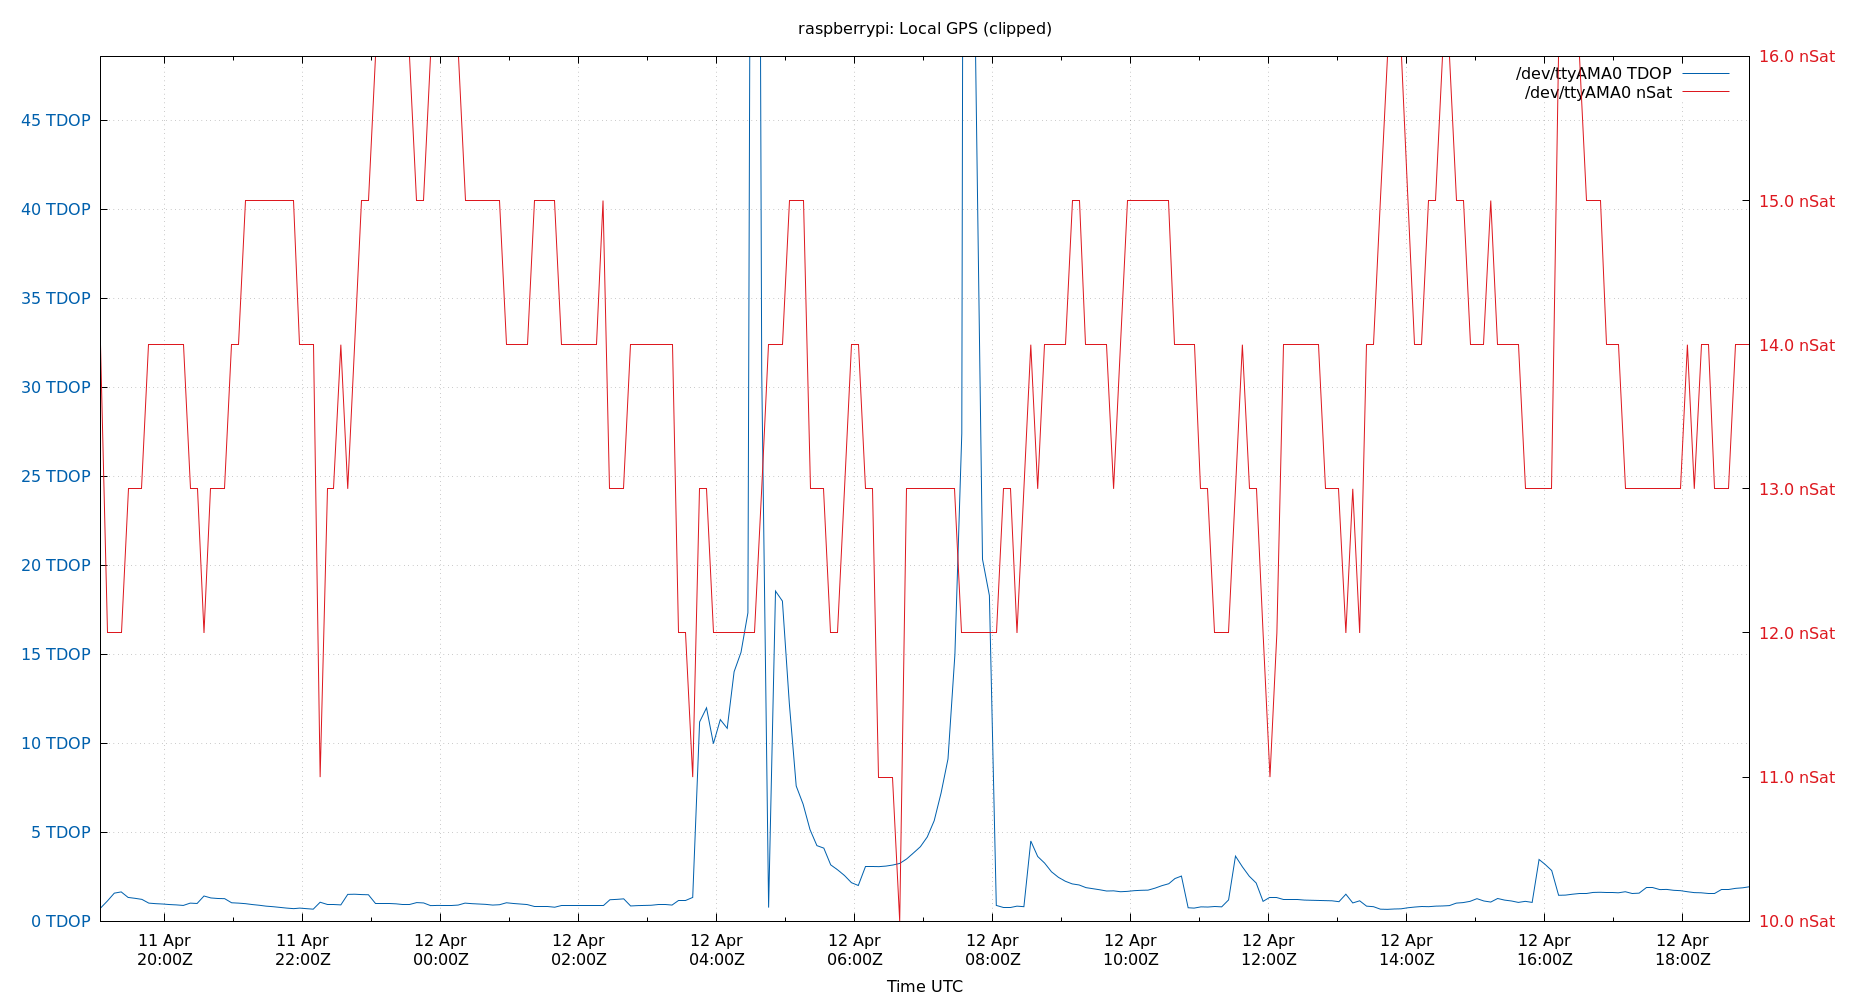 raspberrypi: Local GPS (clipped)
/dev/ttyAMA0 TDOP
/dev/ttyAMA0 nSat
45 TDOP
40 TDOP
35 TDOP
30 TDOP
25 TDOP
20 TDOP
15 TDOP
10 TDOP
5 TDOP
0 TDOP
16.0 nSat
15.0 nSat
14.0 nSat
13.0 nSat
12.0 nSat
11.0 nSat
10.0 nSat
11 Apr
20:00Z
11 Apr
22:00Z
12 Apr
00:00Z
12 Apr
02:00Z
12 Apr
04:00Z
12 Apr
06:00Z
12 Apr
08:00Z
12 Apr
10:00Z
12 Apr
12:00Z
12 Apr
14:00Z
12 Apr
16:00Z
12 Apr
18:00Z
Time UTC